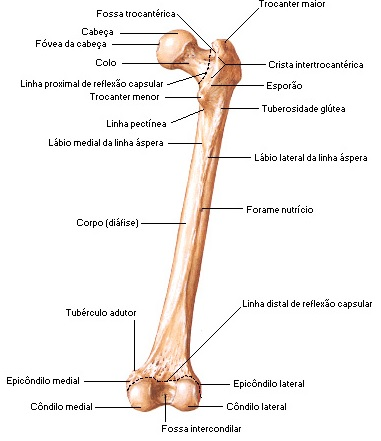 Trocanter maior
Fossa trocantérica
Cabeça
Fóvea da cabeça
Colo
Crista intertrocantérica
Linha proximal de reflexão capsular
Esporão
Trocanter menor
Tuberosidade glútea
Linha pectínea
Lábio medial da linha áspera
Lábio lateral da linha áspera
Forame nutrício
Corpo (diáfise)
Linha distal de reflexão capsular
Tubérculo adutor
Epicôndilo medial
Epicôndilo lateral
Côndilo medial
Côndilo lateral
Fossa intercondilar